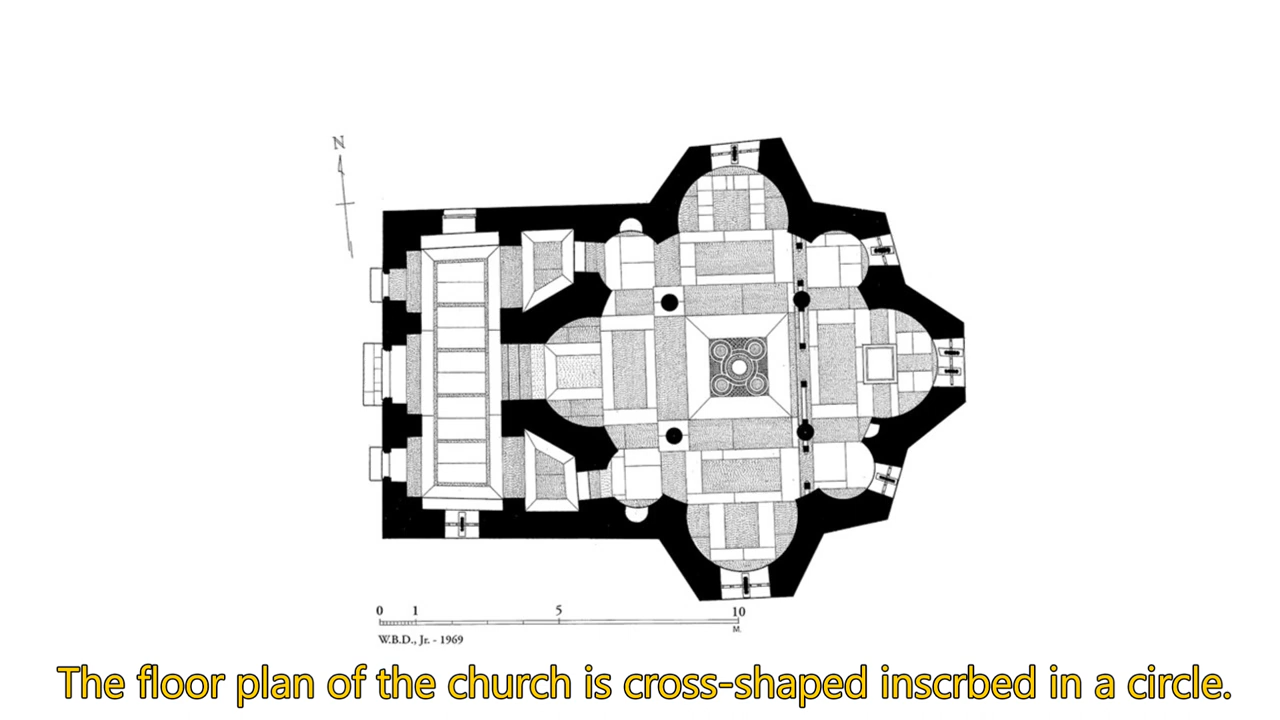 N
0 1 5 10
M.
W.B.D., Jr. - 1969
The floor plan of the church is cross-shaped inscrbed in a circle.